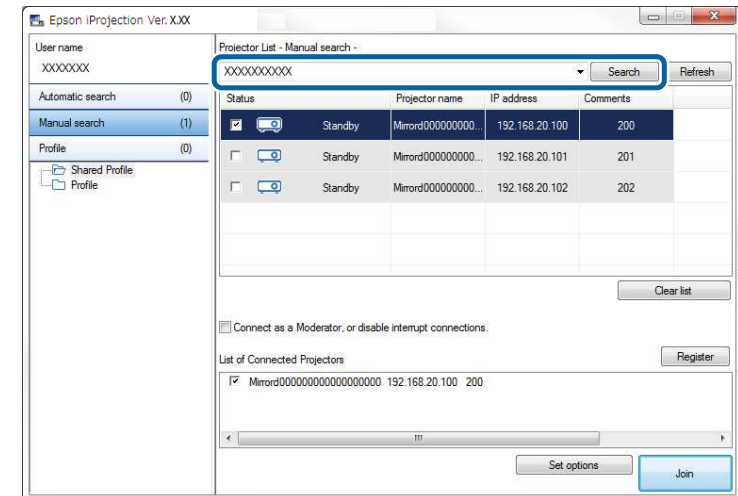 Epson iProjection Ver. X.XX
User name
XXXXXXX
Automatic search (0)
Manual search (1)
Profile (0)
Shared Profile
Profile
Projector List - Manual search -
XXXXXXXXXX Search Refresh
Status Projector name IP address Comments
Standby Mirrord000000000... 192.168.20.100 200
Standby Mirrord000000000... 192.168.20.101 201
Standby Mirrord000000000... 192.168.20.102 202
Clear list
Connect as a Moderator, or disable interrupt connections.
List of Connected Projectors Register
Mirrord000000000000000000 192.168.20.100 200
Set options Join